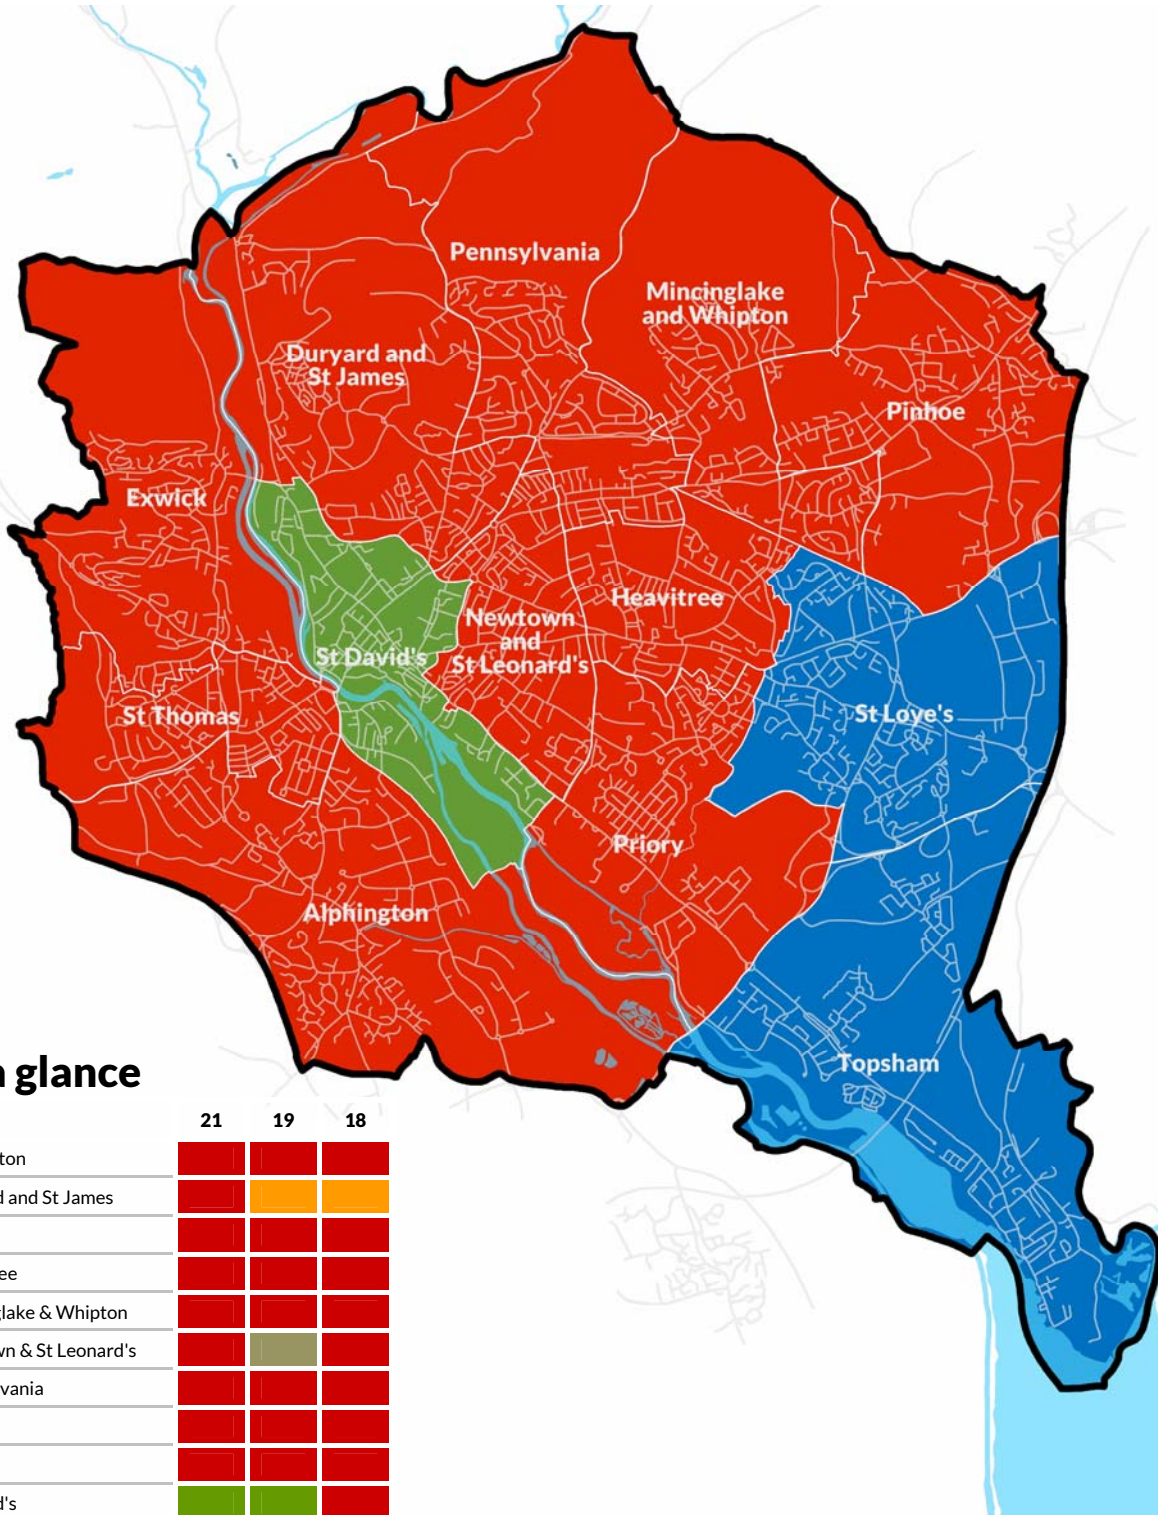 Pennsylvania
Mincinglake
and Whipton
Duryard and
St James
Pinhoe
Exwick
Heavitree
Newtown
and
St Leonard's
St David's
St Thomas
St Loye's
Priory
Alphington
Topsham
glance
21 19 18
ton
d and St James
ee
lake & Whipton
wn & St Leonard's
vania
d's